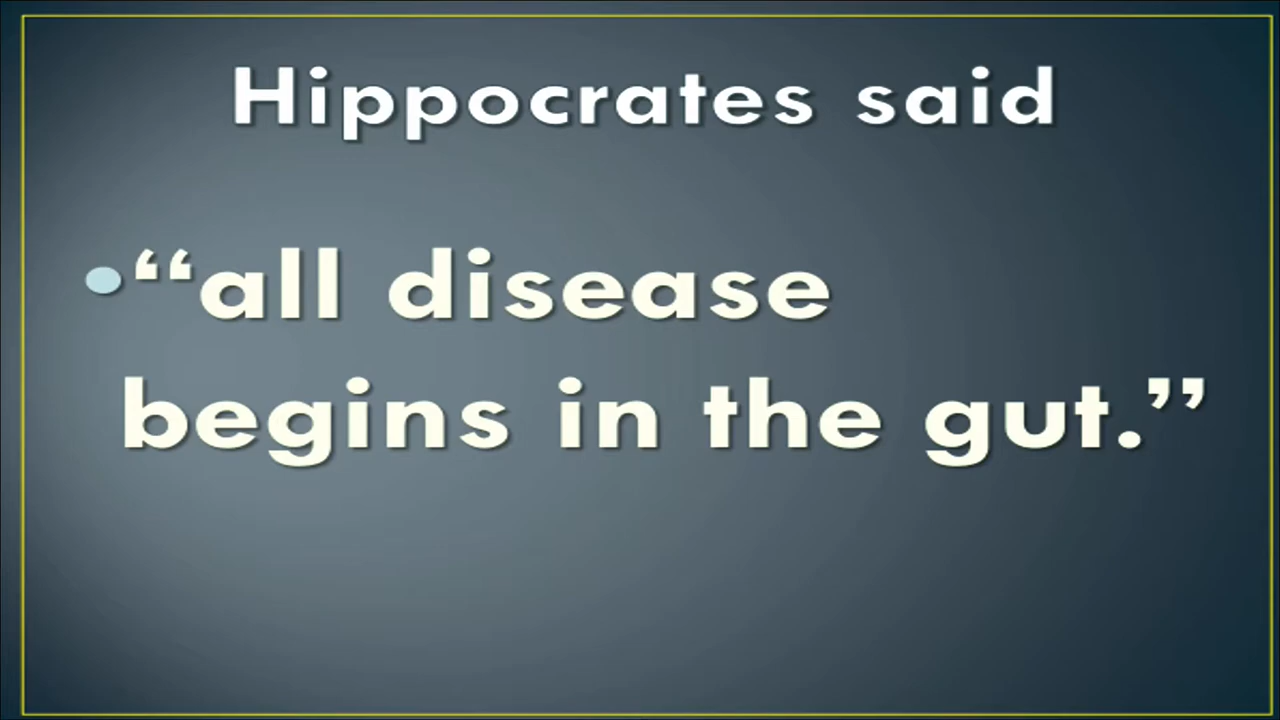 Hippocrates said
•“all disease
begins in the gut.”